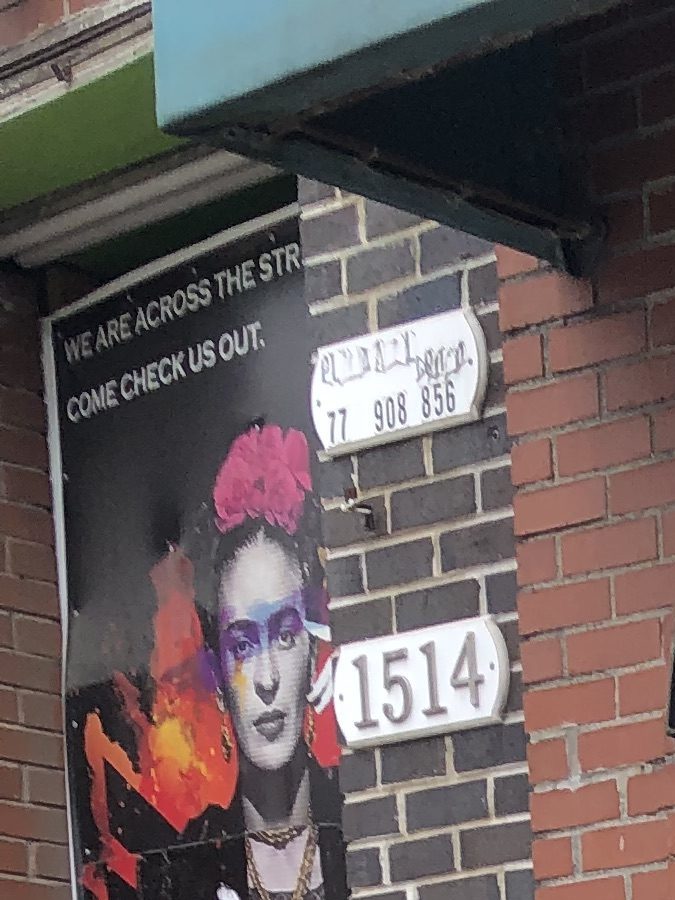 WE ARE ACROSS THE STR
COME CHECK US OUT.
77 908 856
1514